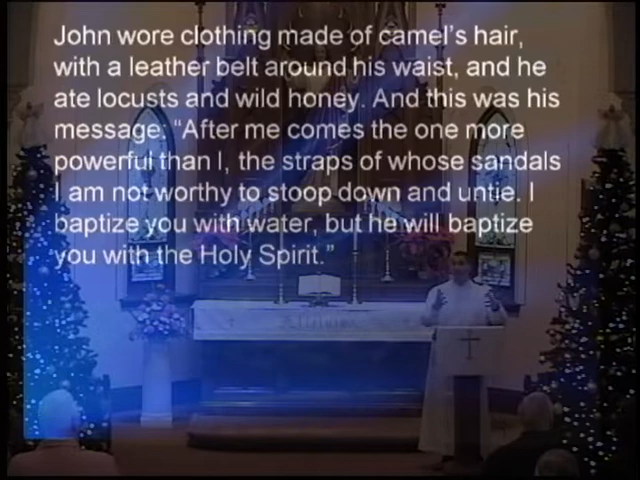 John wore clothing made of camel's hair,
with a leather belt around his waist, and he
ate locusts and wild honey. And this was his
message: “After me comes the one more
powerful than I, the straps of whose sandals
I am not worthy to stoop down and untie. I
baptize you with water, but he will baptize
you with the Holy Spirit.”